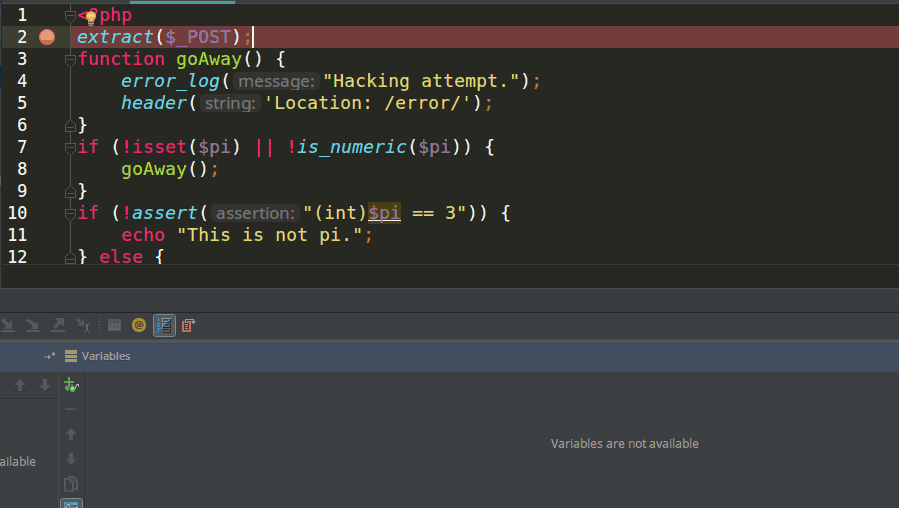 1 <?php
2 extract($_POST);
3 function goAway() {
4 error_log( message: "Hacking attempt.");
5 header( string: 'Location: /error/');
6 }
7 if (!isset($pi) || !is_numeric($pi)) {
8 goAway();
9 }
10 if (!assert( assertion: "(int)$pi == 3")) {
11 echo "This is not pi.";
12 } else {
Variables
Variables are not available
ailable